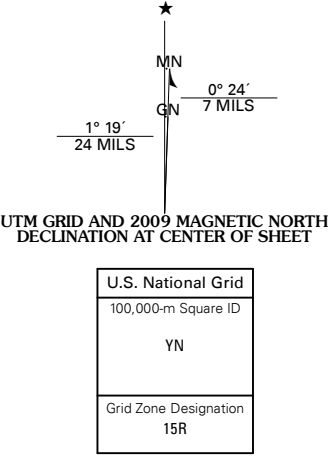 MN
0° 24´
GN
7 MILS
1° 19´
24 MILS
UTM GRID AND 2009 MAGNETIC NORTH
DECLINATION AT CENTER OF SHEET
U.S. National Grid
100,000-m Square ID
YN
Grid Zone Designation
15R